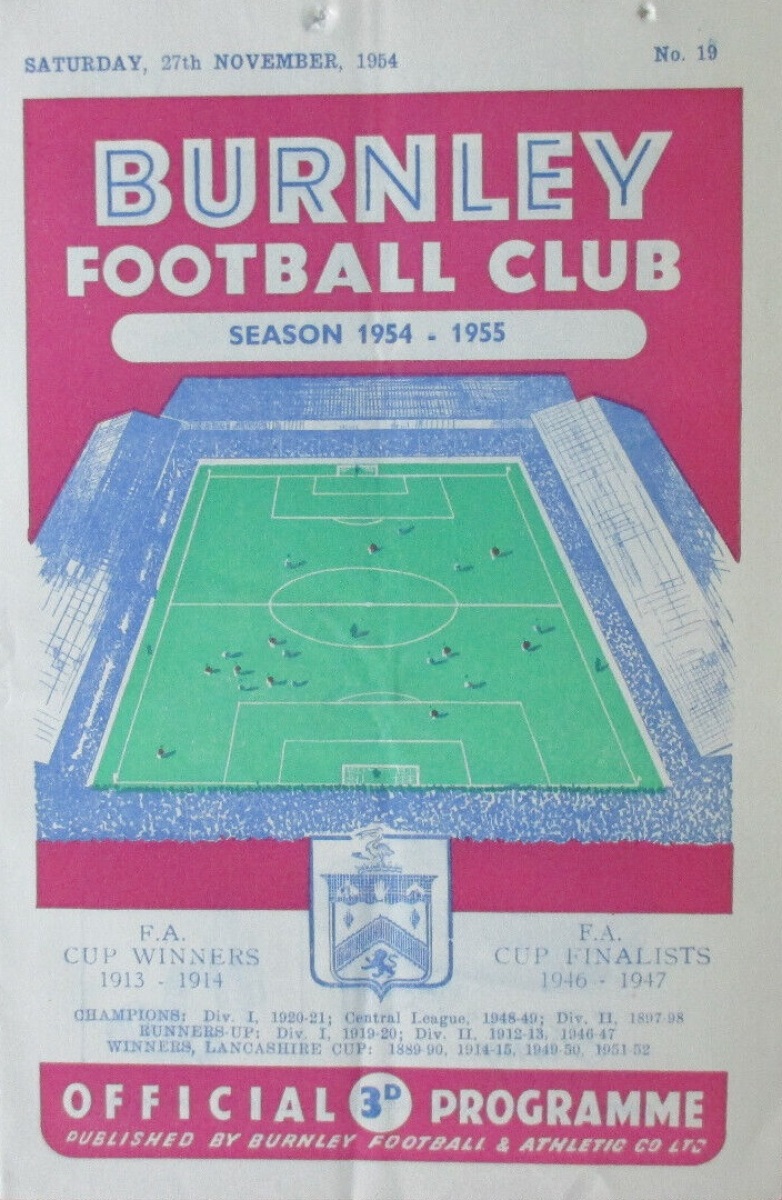 SATURDAY, 27th NOVEMBER, 1954
No. 19
BURNLEY
FOOTBALL CLUB
SEASON 1954 - 1955
F.A.
CUP WINNERS
1913 - 1914
F.A.
CUP FINALISTS
1946 - 1947
CHAMPIONS: Div. I, 1920-21; Central League, 1948-49; Div. II, 1897-98
RUNNERS-UP: Div. I, 1919-20; Div. II, 1912-13, 1946-47
WINNERS, LANCASHIRE CUP: 1889-90, 1914-15, 1949-50, 1951-52
OFFICIAL 3D PROGRAMME
PUBLISHED BY BURNLEY FOOTBALL & ATHLETIC CO LTD